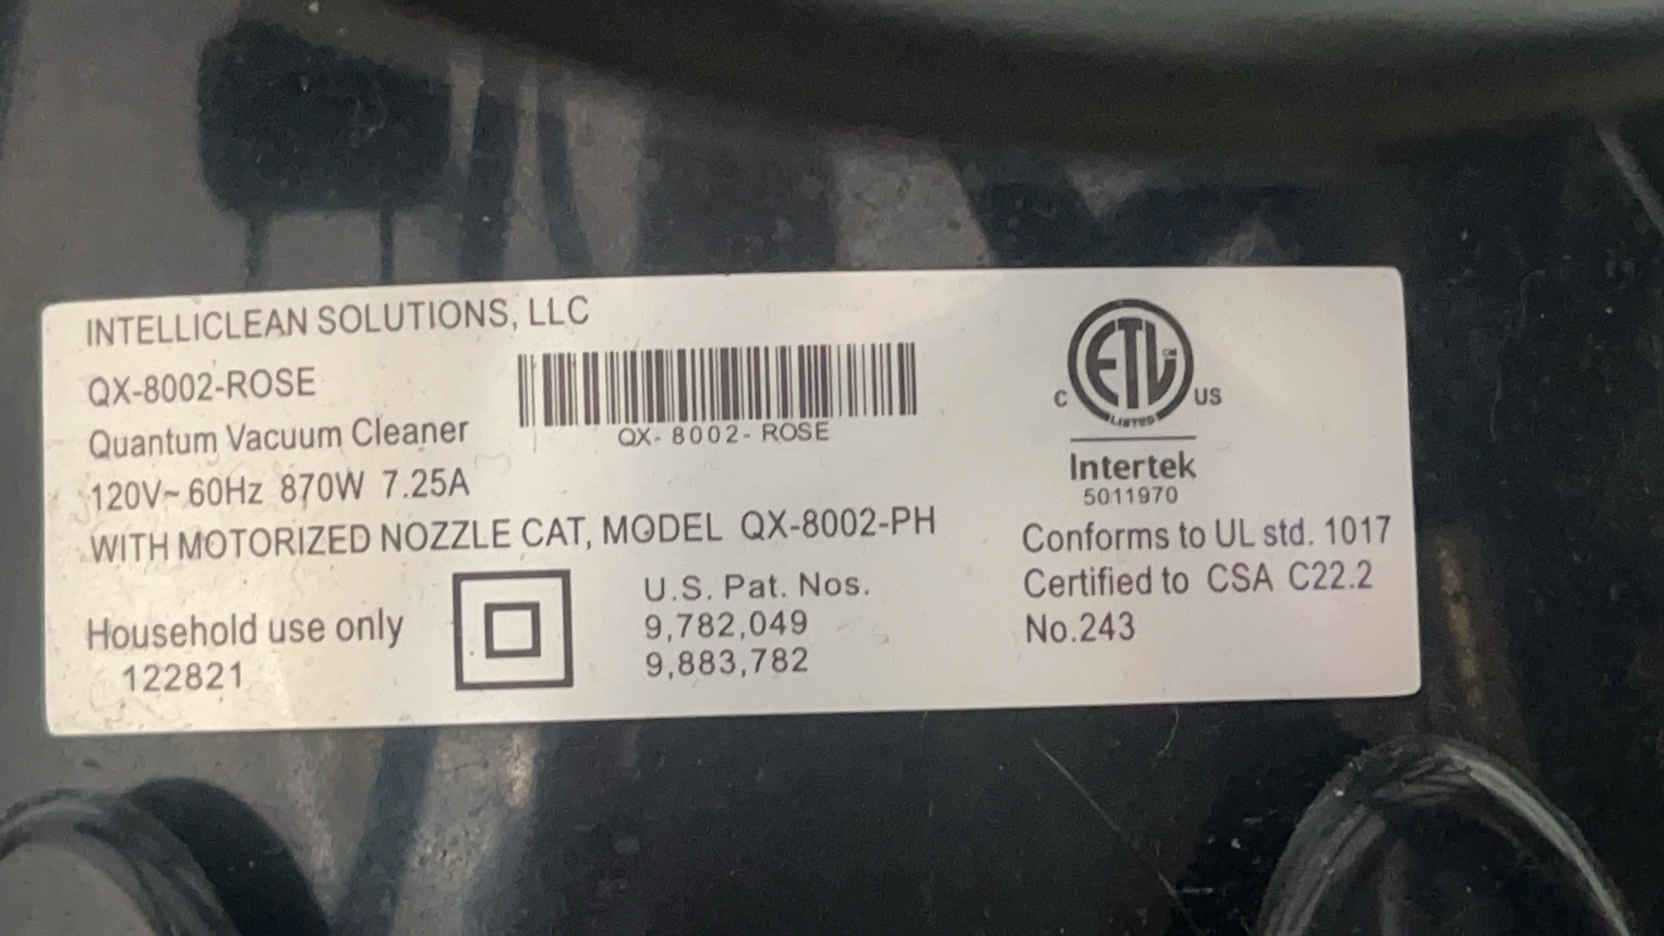 INTELLICLEAN SOLUTIONS, LLC
QX-8002-ROSE
Quantum Vacuum Cleaner
120V~ 60Hz 870W 7.25A
WITH MOTORIZED NOZZLE CAT, MODEL QX-8002-PH
Household use only
122821
QX- 8002- ROSE
U.S. Pat. Nos.
9,782,049
9,883,782
ETL CM
LISTED
C US
Intertek
5011970
Conforms to UL std. 1017
Certified to CSA C22.2
No.243